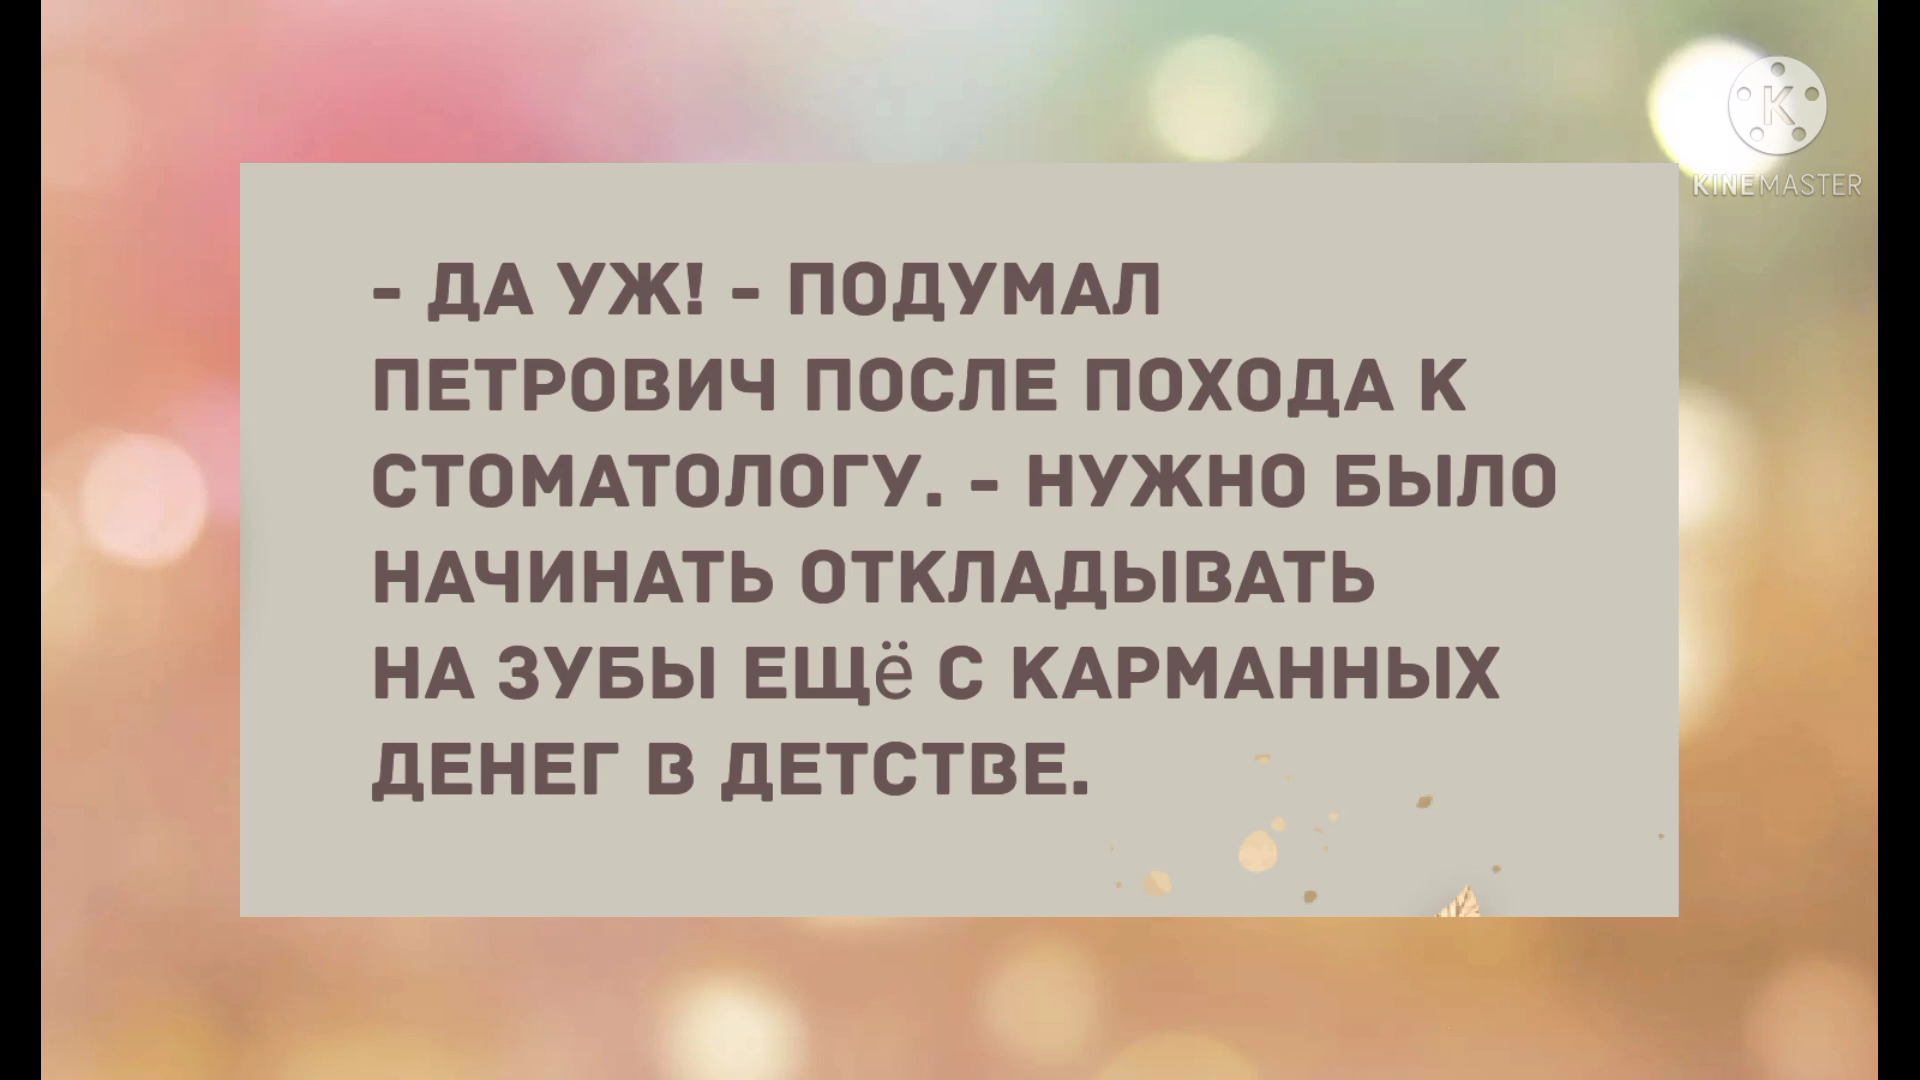 - ДА УЖ! - ПОДУМАЛ
ПЕТРОВИЧ ПОСЛЕ ПОХОДА К
СТОМАТОЛОГУ. - НУЖНО БЫЛО
НАЧИНАТЬ ОТКЛАДЫВАТЬ
НА ЗУБЫ ЕЩё С КАРМАННЫХ
ДЕНЕГ В ДЕТСТВЕ.
K
KINEMASTER